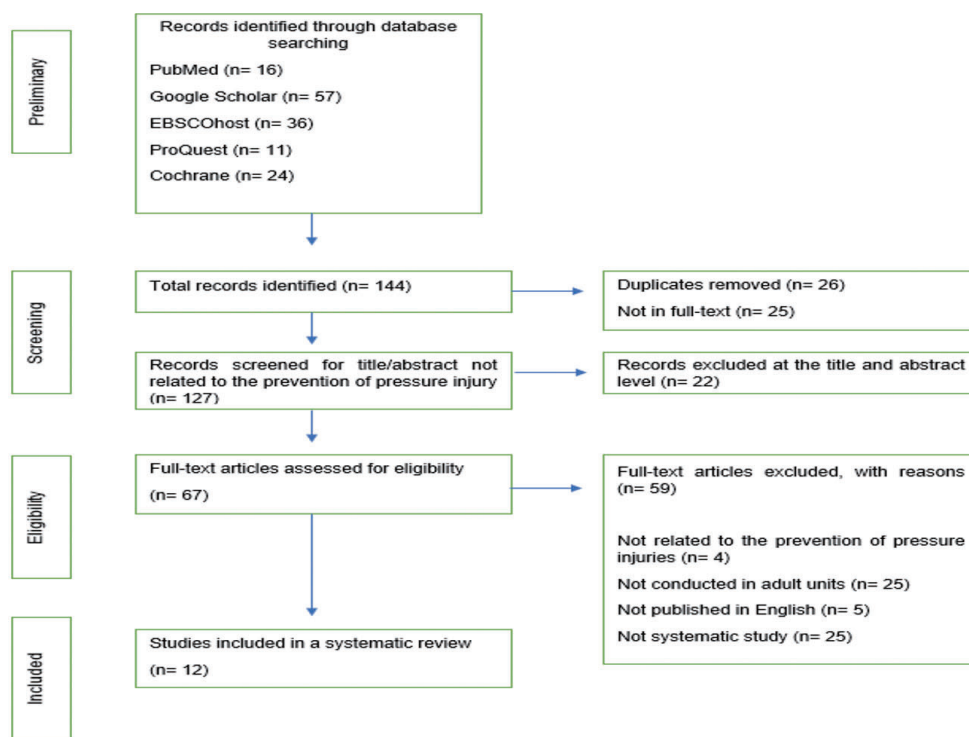 Preliminary
Records identified through database
searching
PubMed (n= 16)
Google Scholar (n= 57)
EBSCOhost (n= 36)
ProQuest (n= 11)
Cochrane (n= 24)
Screening
Total records identified (n= 144)
Duplicates removed (n= 26)
Not in full-text (n= 25)
Records screened for title/abstract not
related to the prevention of pressure injury
(n= 127)
Records excluded at the title and abstract
level (n= 22)
Eligibility
Full-text articles assessed for eligibility
(n= 67)
Full-text articles excluded, with reasons
(n= 59)
Not related to the prevention of pressure
injuries (n= 4)
Not conducted in adult units (n= 25)
Not published in English (n= 5)
Not systematic study (n= 25)
Included
Studies included in a systematic review
(n= 12)